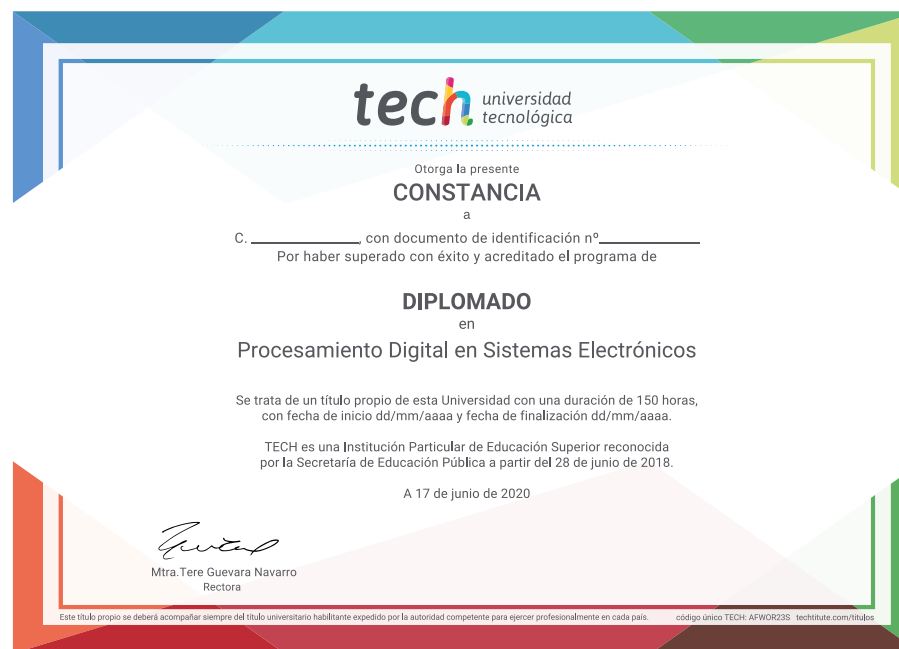 tech universidad
tecnológica
Otorga la presente
CONSTANCIA
a
C. ______________, con documento de identificación nº_____________
Por haber superado con éxito y acreditado el programa de
DIPLOMADO
en
Procesamiento Digital en Sistemas Electrónicos
Se trata de un título propio de esta Universidad con una duración de 150 horas,
con fecha de inicio dd/mm/aaaa y fecha de finalización dd/mm/aaaa.
TECH es una Institución Particular de Educación Superior reconocida
por la Secretaría de Educación Pública a partir del 28 de junio de 2018.
A 17 de junio de 2020
Mtra.Tere Guevara Navarro
Rectora
Este título propio se deberá acompañar siempre del título universitario habilitante expedido por la autoridad competente para ejercer profesionalmente en cada país. código único TECH: AFWOR23S techtitute.com/titulos